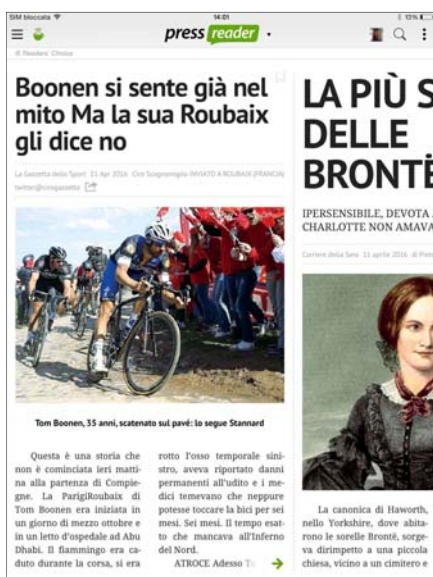 SIM bloccata
14:01
13%
pressreader
Readers' Choice
Boonen si sente già nel
mito Ma la sua Roubaix
gli dice no
La Gazzetta dello Sport 11 Apr 2016 Ciro Scognamiglio INVIATO A ROUBAIX (FRANCIA)
twitter@cirogazzetta
Tom Boonen, 35 anni, scatenato sul pavé: lo segue Stannard
Questa è una storia che
non è cominciata ieri matti-
na alla partenza di Compie-
gne. La ParigiRoubaix di
Tom Boonen era iniziata in
un giorno di mezzo ottobre e
in un letto d'ospedale ad Abu
Dhabi. Il fiammingo era ca-
duto durante la corsa, si era
rotto l'osso temporale sini-
stro, aveva riportato danni
permanenti all'udito e i me-
dici temevano che neppure
potesse toccare la bici per sei
mesi. Sei mesi. Il tempo esat-
to che mancava all'Inferno
del Nord.
ATROCE Adesso
LA PIÙ S
DELLE
BRONTË
IPERSENSIBILE, DEVOTA
CHARLOTTE NON AMAVA
Corriere della Sera 11 aprile 2016 di
La canonica di Haworth,
nello Yorkshire, dove abita-
rono le sorelle Brontë, sorge-
va dirimpetto a una piccola
chiesa, vicino a un cimitero e